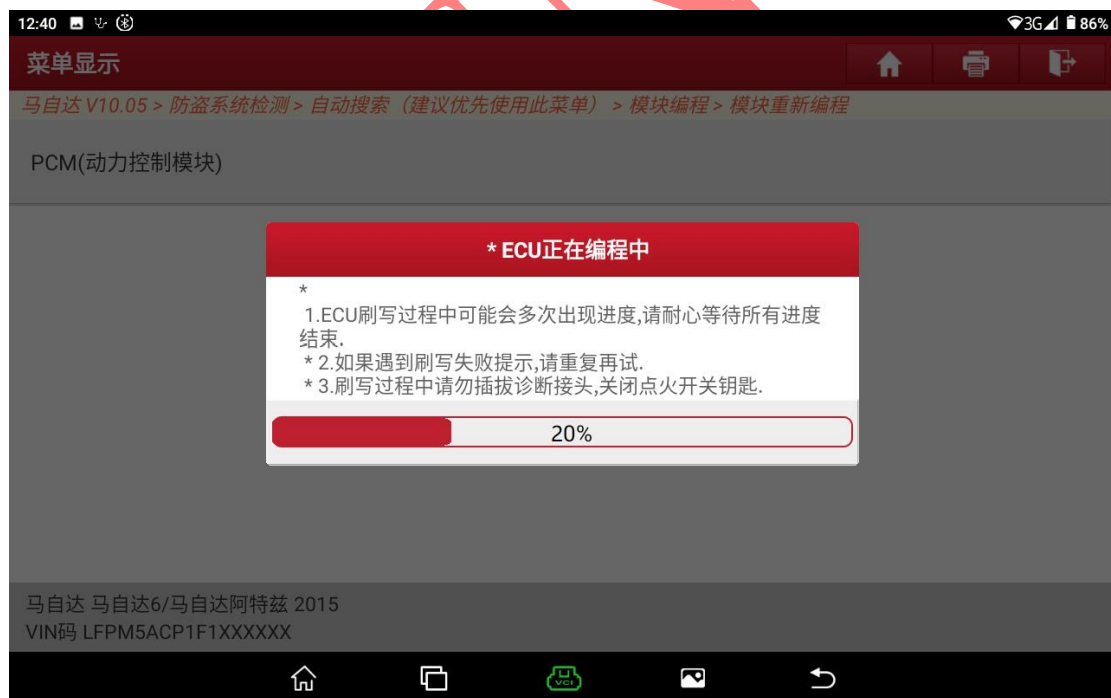 12:40 3G 86%
菜单显示
马自达 V10.05 > 防盗系统检测 > 自动搜索（建议优先使用此菜单） > 模块编程 > 模块重新编程
PCM(动力控制模块)
* ECU正在编程中
*
1.ECU刷写过程中可能会多次出现进度,请耐心等待所有进度
结束.
* 2.如果遇到刷写失败提示,请重复再试.
* 3.刷写过程中请勿插拔诊断接头,关闭点火开关钥匙.
20%
马自达 马自达6/马自达阿特兹 2015
VIN码 LFPM5ACP1F1XXXXXX
VCI